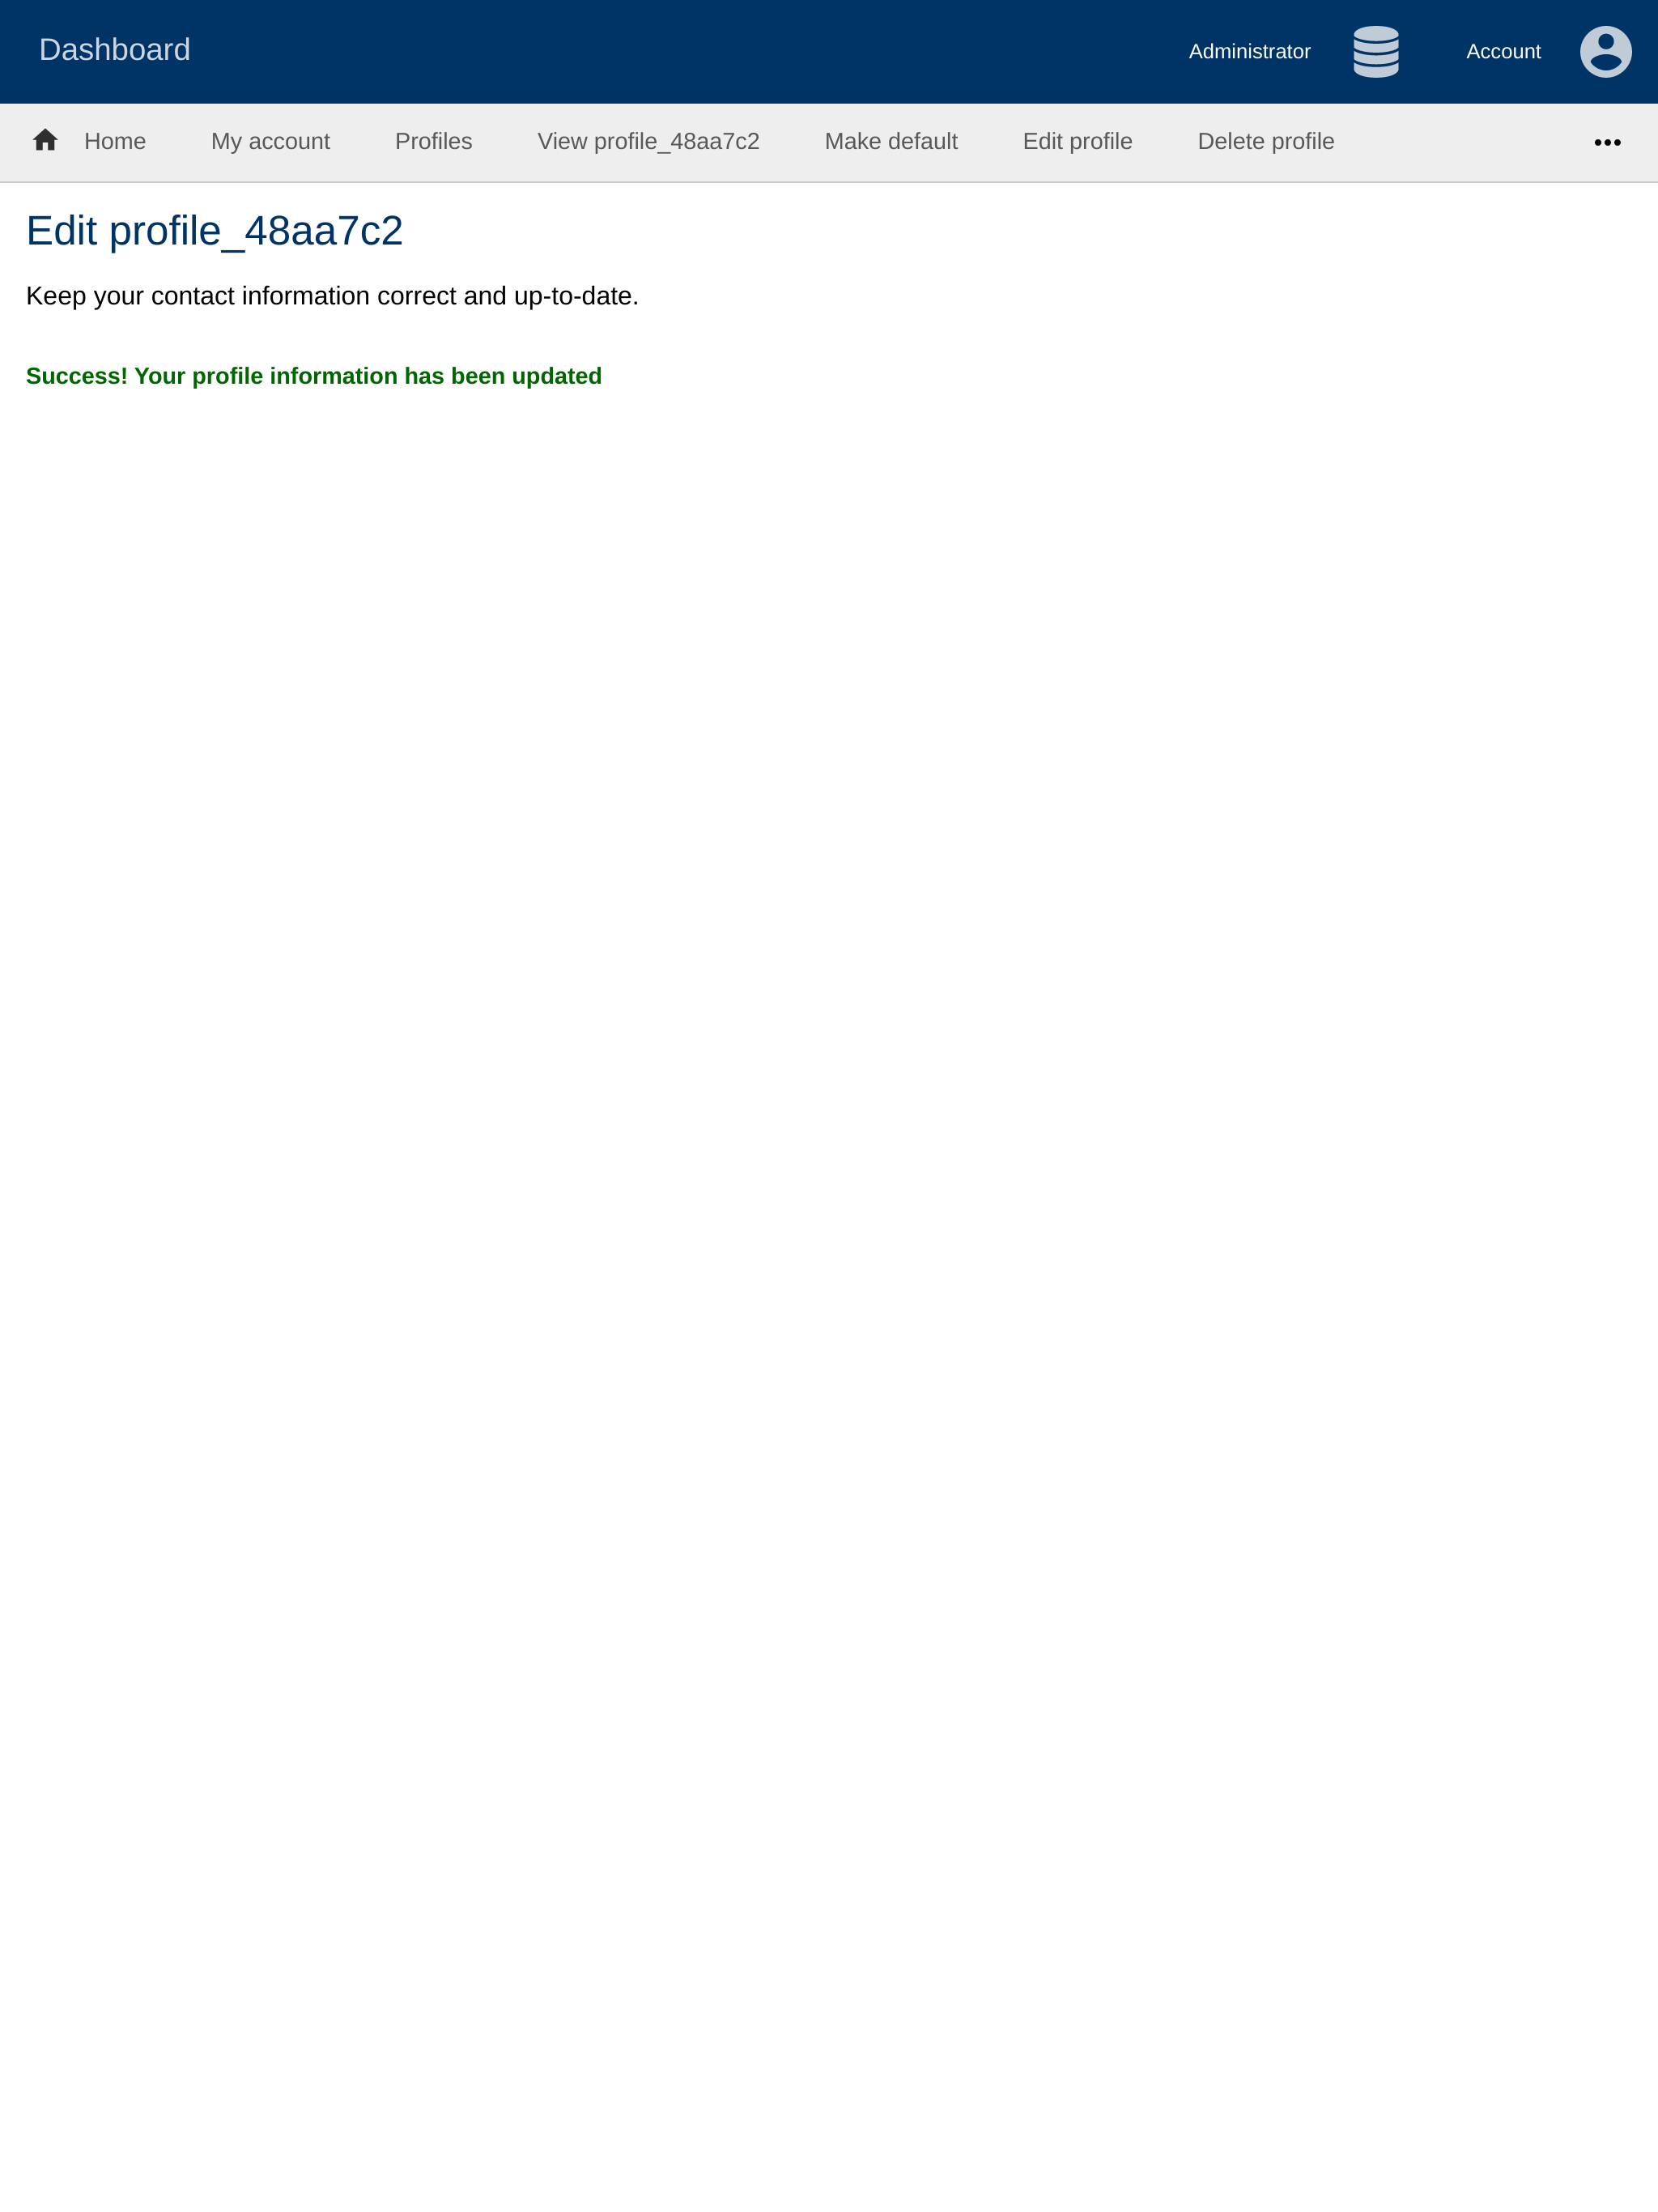 Dashboard
Administrator
Account
Home
My account
Profiles
View profile_48aa7c2
Make default
Edit profile
Delete profile
Edit profile_48aa7c2
Keep your contact information correct and up-to-date.
Success! Your profile information has been updated